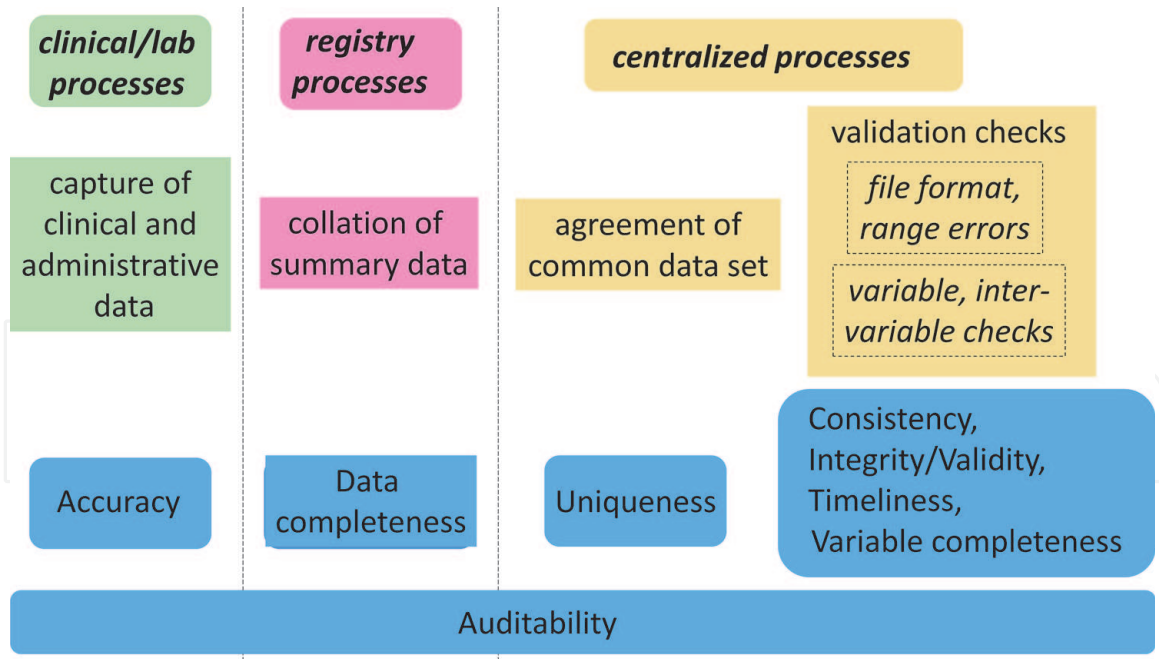 clinical/lab
processes
registry
processes
centralized processes
capture of
clinical and
administrative
data
collation of
summary data
agreement of
common data set
validation checks
file format,
range errors
variable, inter-
variable checks
Accuracy
Data
completeness
Uniqueness
Consistency,
Integrity/Validity,
Timeliness,
Variable completeness
Auditability